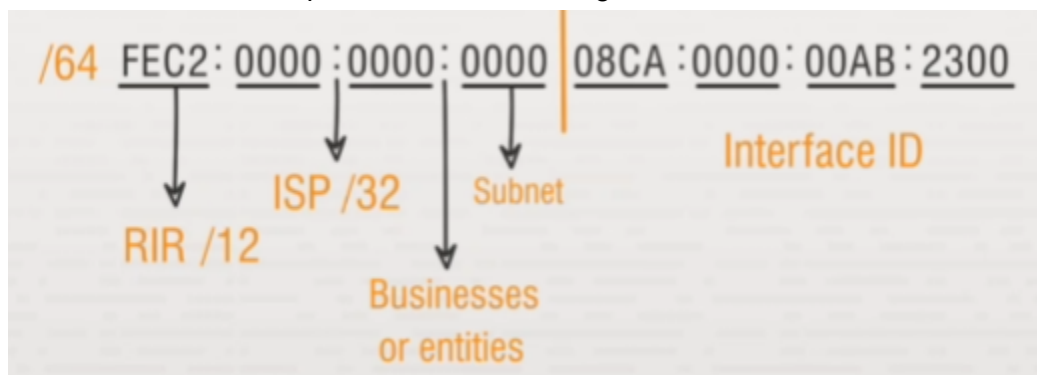 /64 FEC2:0000:0000:0000 08CA:0000:00AB:2300
Interface ID
ISP /32
Subnet
RIR /12
Businesses
or entities